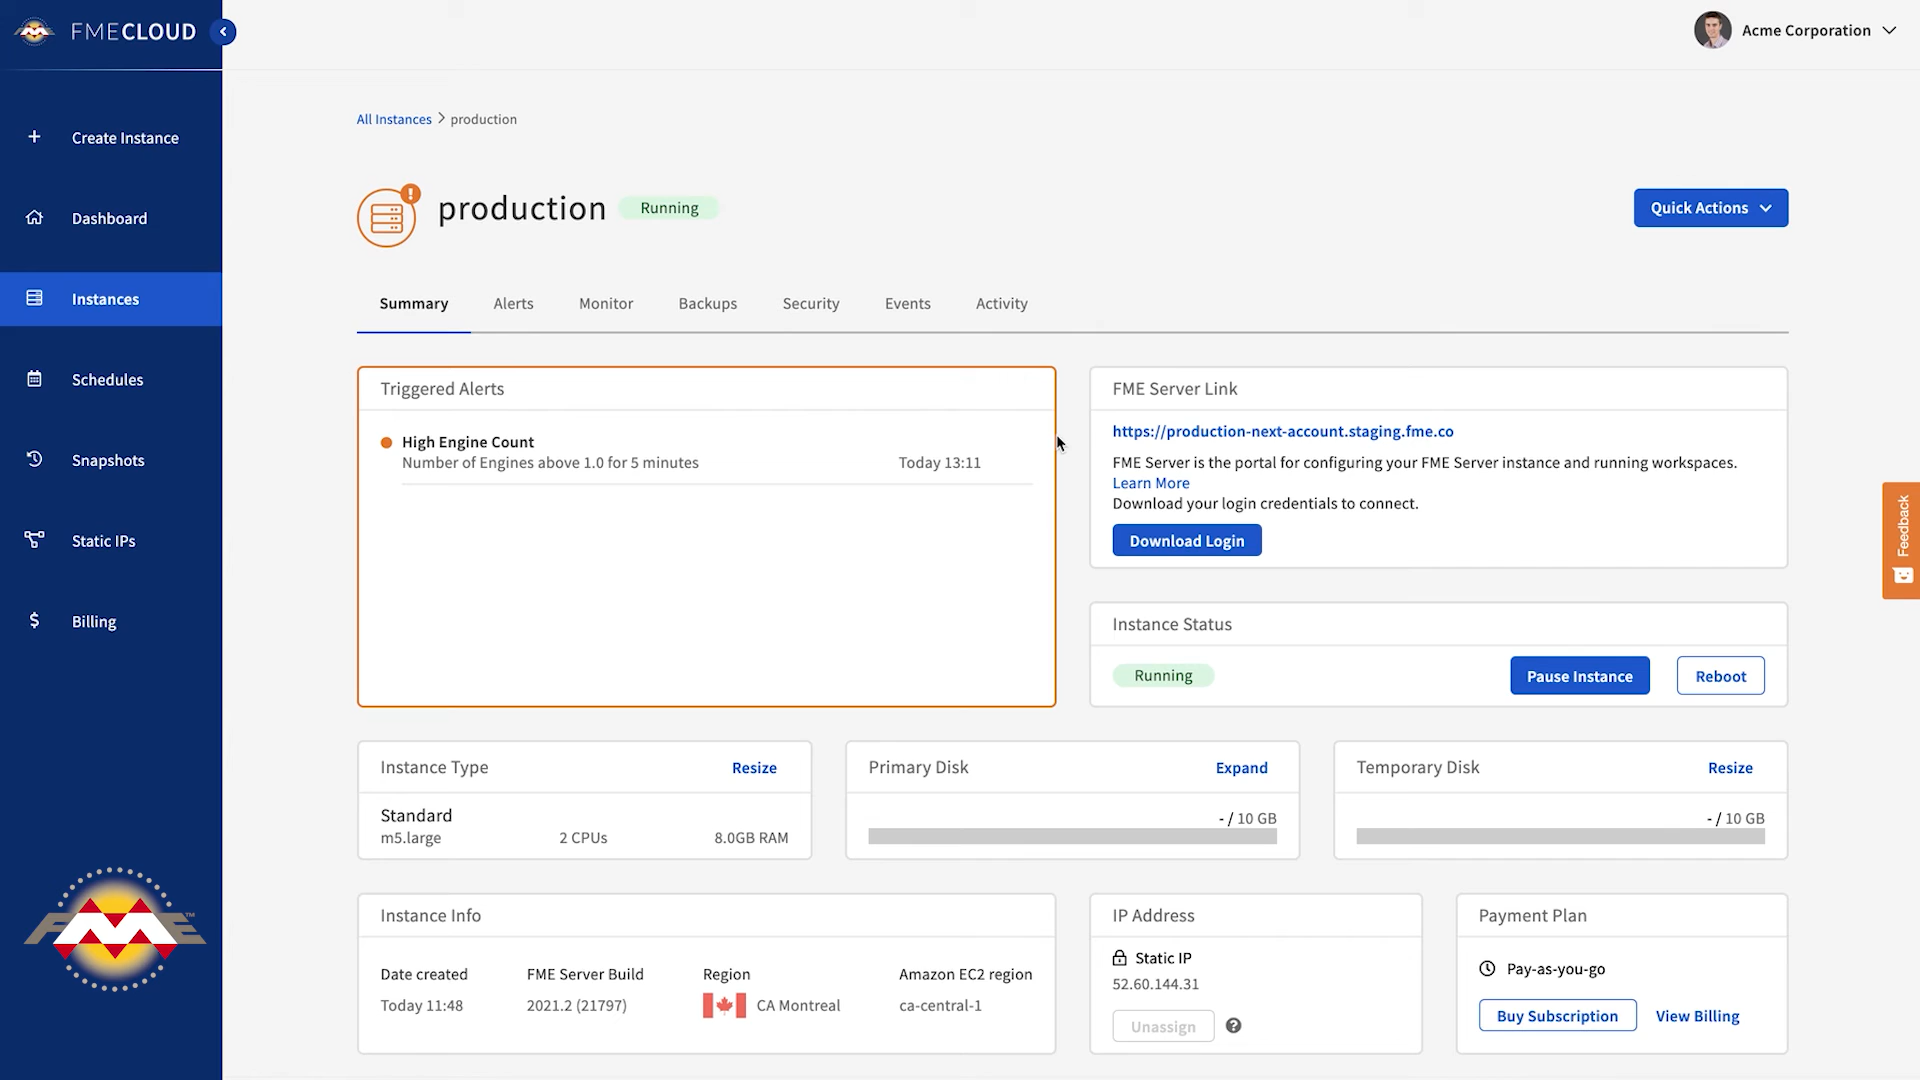 FMECLOUD
Acme Corporation
Create Instance
Dashboard
Instances
Schedules
Snapshots
Static IPs
Billing
FME™
All Instances > production
production
Running
Quick Actions
Summary
Alerts
Monitor
Backups
Security
Events
Activity
Triggered Alerts
High Engine Count
Number of Engines above 1.0 for 5 minutes
Today 13:11
FME Server Link
https://production-next-account.staging.fme.co
FME Server is the portal for configuring your FME Server instance and running workspaces.
Learn More
Download your login credentials to connect.
Download Login
Feedback
Instance Status
Running
Pause Instance
Reboot
Instance Type
Resize
Standard
m5.large
2 CPUs
8.0GB RAM
Primary Disk
Expand
- / 10 GB
Temporary Disk
Resize
- / 10 GB
Instance Info
Date created
FME Server Build
Region
Amazon EC2 region
Today 11:48
2021.2 (21797)
CA Montreal
ca-central-1
IP Address
Static IP
52.60.144.31
Unassign
?
Payment Plan
Pay-as-you-go
Buy Subscription
View Billing